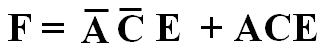 F = A̅ C̅ E + ACE